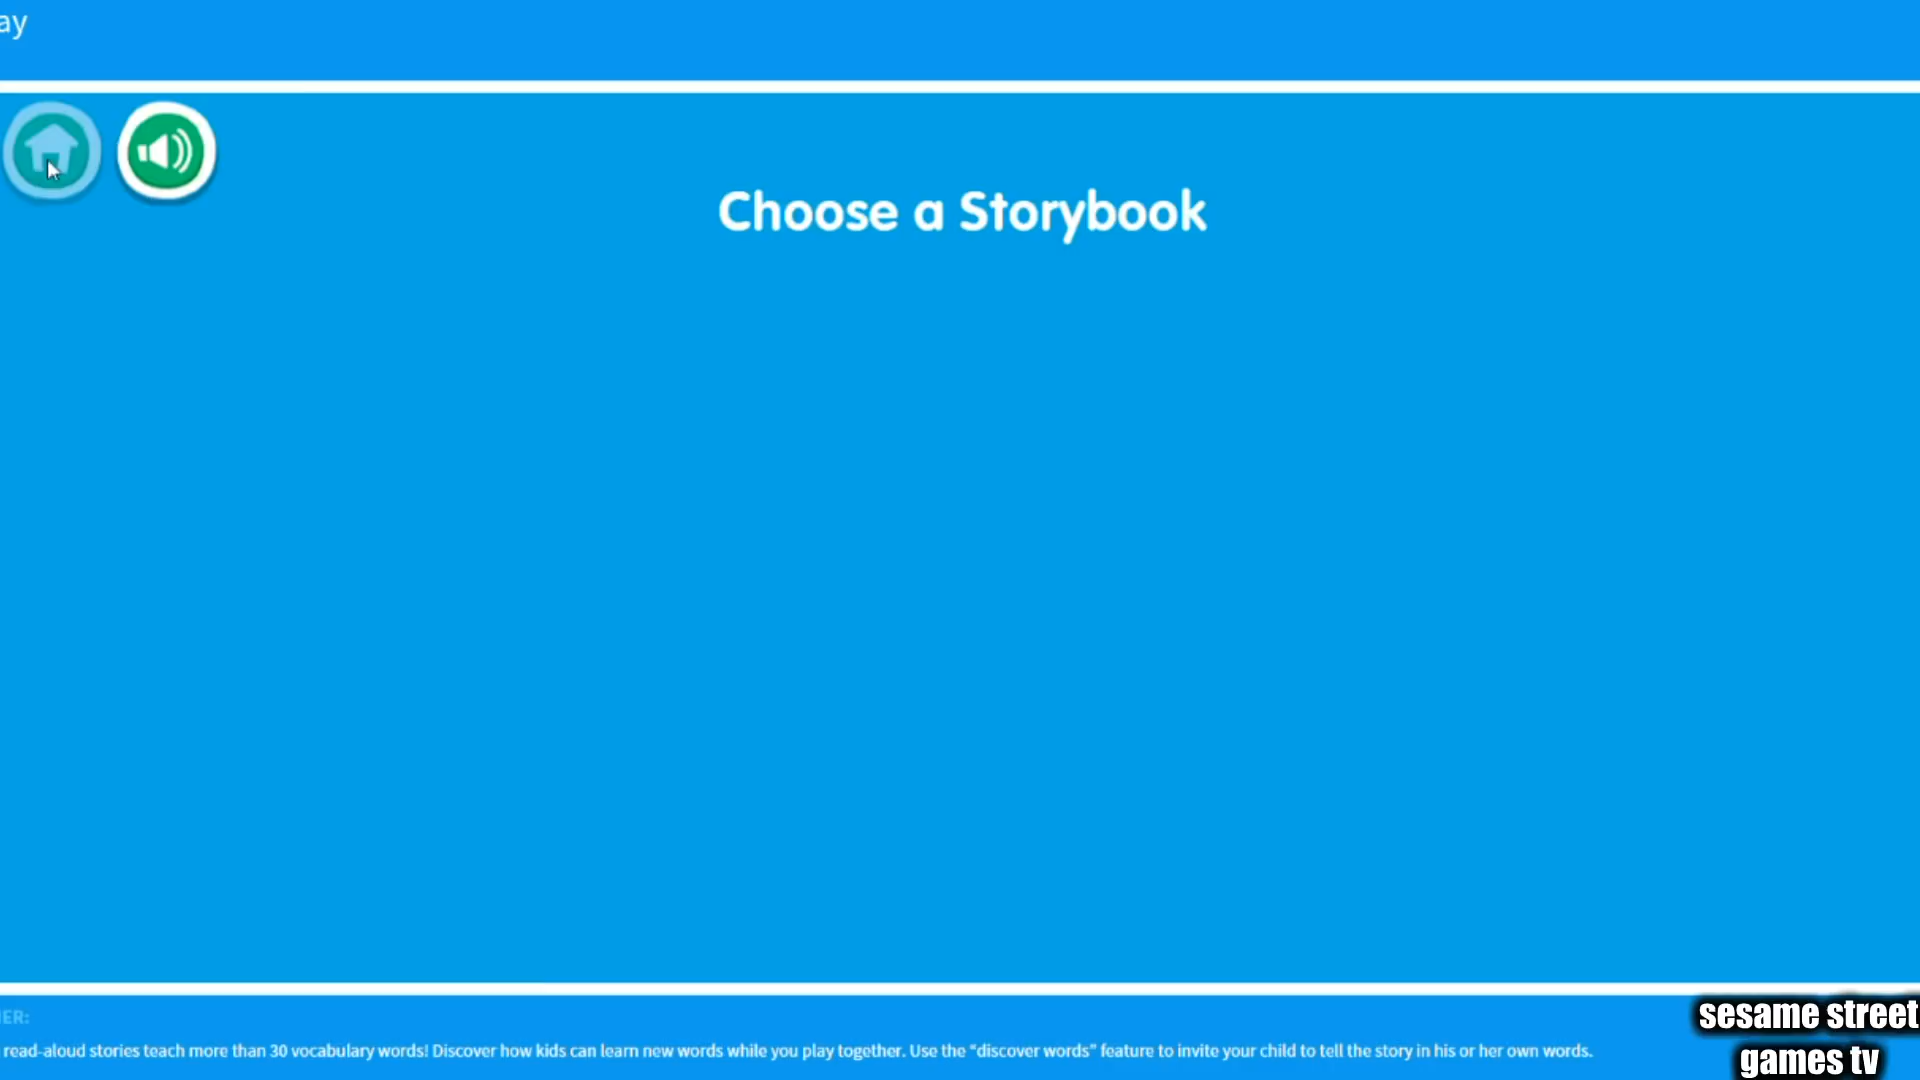 ay
Choose a Storybook
HER:
read-aloud stories teach more than 30 vocabulary words! Discover how kids can learn new words while you play together. Use the “discover words” feature to invite your child to tell the story in his or her own words.
sesame street
games tv